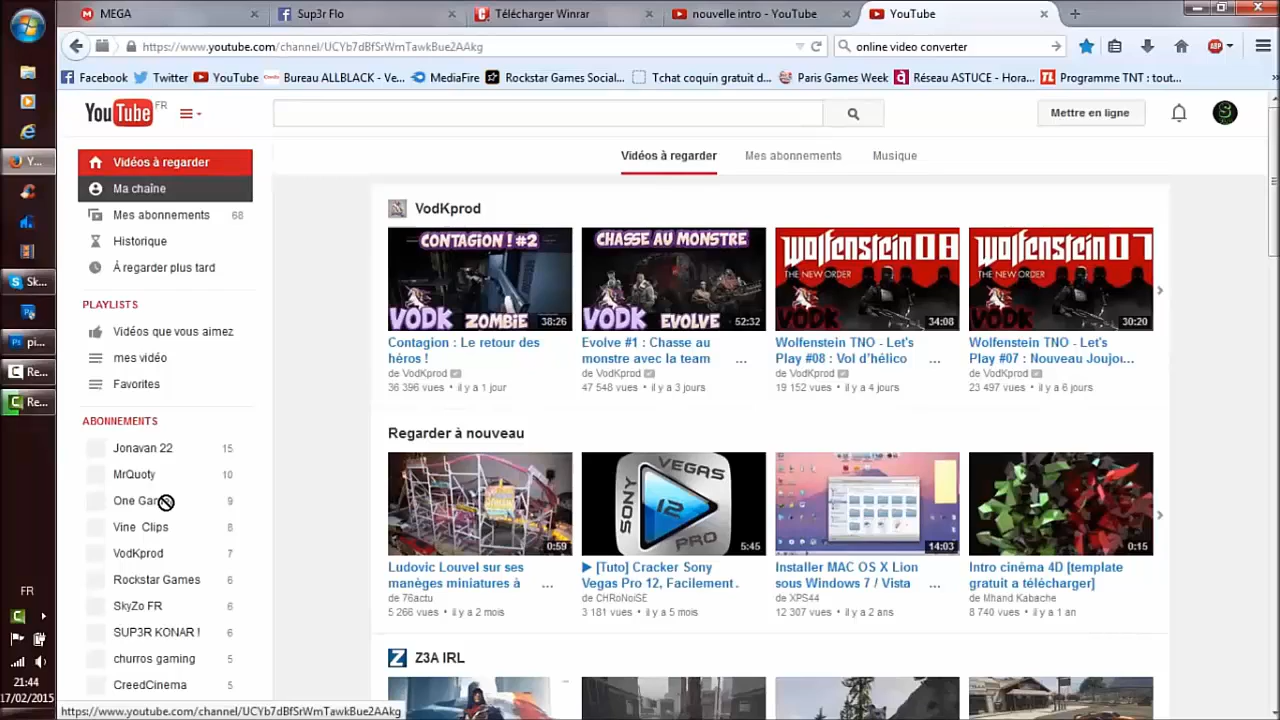 MEGA
Sup3r Flo
Télécharger Winrar
nouvelle intro - YouTube
YouTube
https://www.youtube.com/channel/UCYb7dBfSrWmTawkBue2AAkg
online video converter
ABP
Facebook
Twitter
YouTube
Bureau ALLBLACK - Ve...
MediaFire
Rockstar Games Social...
Tchat coquin gratuit d...
Paris Games Week
Réseau ASTUCE - Hora...
Programme TNT : tout...
YouTube FR
Mettre en ligne
Vidéos à regarder
Mes abonnements
Musique
Vidéos à regarder
Ma chaîne
Mes abonnements 68
Historique
À regarder plus tard
PLAYLISTS
Vidéos que vous aimez
mes vidéo
Favorites
ABONNEMENTS
Jonavan 22 15
MrQuoty 10
One Gam 9
Vine Clips 8
VodKprod 7
Rockstar Games 6
SkyZo FR 6
SUP3R KONAR ! 6
churros gaming 5
CreedCinema 5
VodKprod
CONTAGION ! #2
VODK
ZOMBIE
38:26
Contagion : Le retour des
héros !
de VodKprod
36 396 vues • il y a 1 jour
CHASSE AU MONSTRE
VODK
EVOLVE
52:32
Evolve #1 : Chasse au
monstre avec la team ...
de VodKprod
47 548 vues • il y a 3 jours
Wolfenstein 08
THE NEW ORDER
VODK
34:08
Wolfenstein TNO - Let's
Play #08 : Vol d'hélico ...
de VodKprod
19 152 vues • il y a 4 jours
Wolfenstein 07
THE NEW ORDER
VODK
30:20
Wolfenstein TNO - Let's
Play #07 : Nouveau Joujou...
de VodKprod
23 497 vues • il y a 6 jours
Regarder à nouveau
0:59
Ludovic Louvel sur ses
manèges miniatures à ...
de 76actu
5 266 vues • il y a 2 mois
SONY
VEGAS
12
PRO
5:45
▶ [Tuto] Cracker Sony
Vegas Pro 12, Facilement .
de CHRoNoiSE
3 181 vues • il y a 5 mois
14:03
Installer MAC OS X Lion
sous Windows 7 / Vista ...
de XPS44
12 307 vues • il y a 2 ans
0:15
Intro cinéma 4D [template
gratuit a télécharger]
de Mhand Kabache
8 740 vues • il y a 1 an
Z3A IRL
Y...
Sk...
pi...
Re...
Re...
FR
21:44
17/02/2015
https://www.youtube.com/channel/UCYb7dBfSrWmTawkBue2AAkg